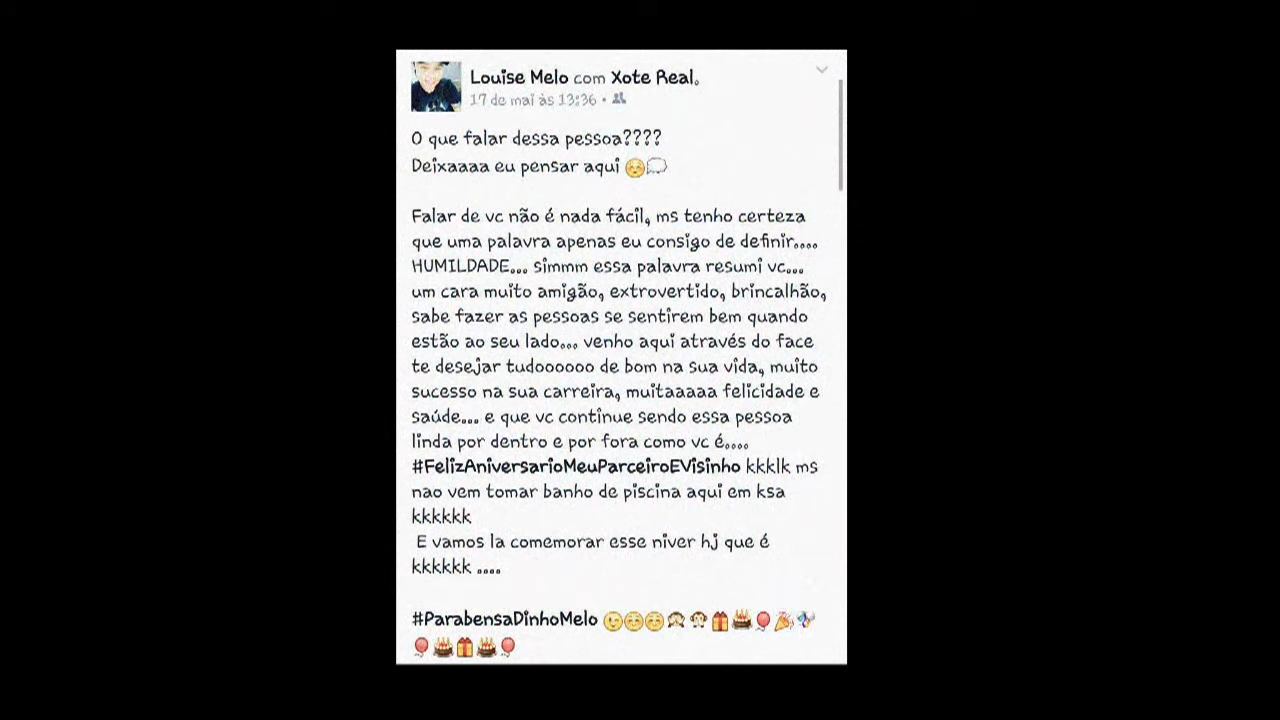 Louise Melo com Xote Real.
17 de mai às 13:36 •
O que falar dessa pessoa????
Deixaaaa eu pensar aqui ☺️💭
Falar de vc não é nada fácil, ms tenho certeza
que uma palavra apenas eu consigo de definir....
HUMILDADE... simmm essa palavra resumi vc...
um cara muito amigão, extrovertido, brincalhão,
sabe fazer as pessoas se sentirem bem quando
estão ao seu lado... venho aqui através do face
te desejar tudoooooo de bom na sua vida, muito
sucesso na sua carreira, muitaaaaa felicidade e
saúde... e que vc continue sendo essa pessoa
linda por dentro e por fora como vc é....
#FelizAniversarioMeuParceiroEVisinho kkklk ms
nao vem tomar banho de piscina aqui em ksa
kkkkkk
E vamos la comemorar esse niver hj que é
kkkkkk ....
#ParabensaDinhoMelo 😉☺️☺️🙈🐵🎁🎂🎈🎉🎊
🎈🎂🎁🎂🎈